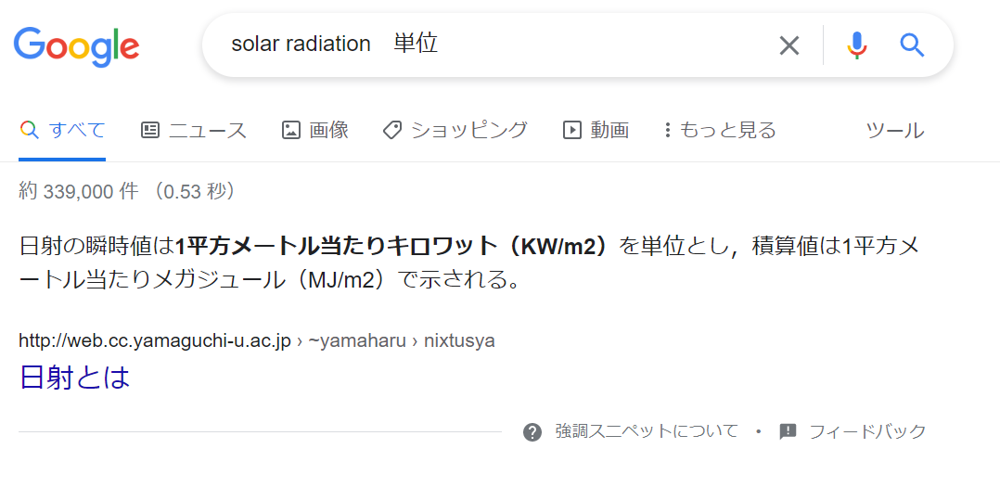 Google
solar radiation　単位
すべて ニュース 画像 ショッピング 動画 もっと見る ツール
約 339,000 件 （0.53 秒）
日射の瞬時値は1平方メートル当たりキロワット（KW/m2）を単位とし，積算値は1平方メ
ートル当たりメガジュール（MJ/m2）で示される。
http://web.cc.yamaguchi-u.ac.jp › ~yamaharu › nixtusya
日射とは
強調スニペットについて • フィードバック